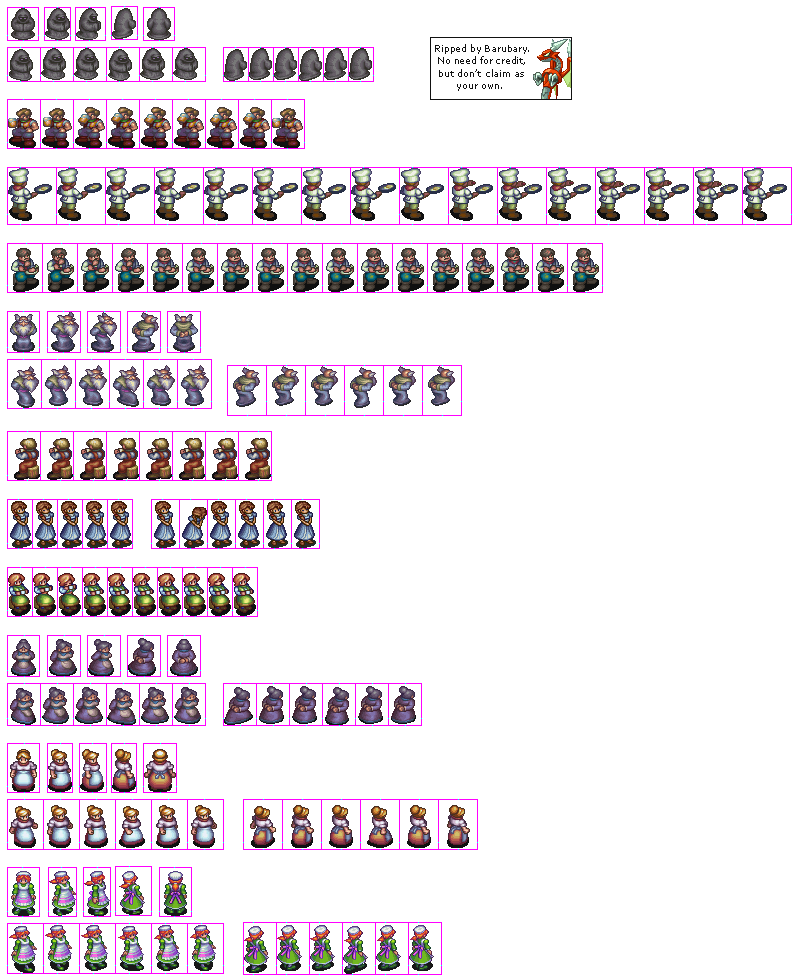 Ripped by Barubary.
No need for credit,
but don't claim as
your own.